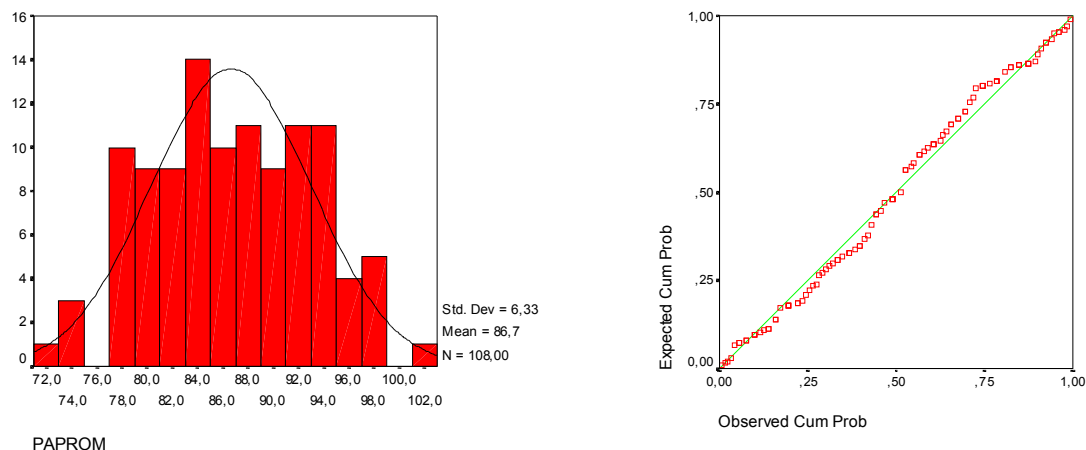 16
14
12
10
8
6
4
2
0
72,0 76,0 80,0 84,0 86,0 90,0 92,0 96,0 100,0
74,0 78,0 82,0 86,0 90,0 94,0 98,0 102,0
Std. Dev = 6,33
Mean = 86,7
N = 108,00
PAPROM
1,00
,75
,50
,25
0,00
Expected Cum Prob
0,00 ,25 ,50 ,75 1,00
Observed Cum Prob